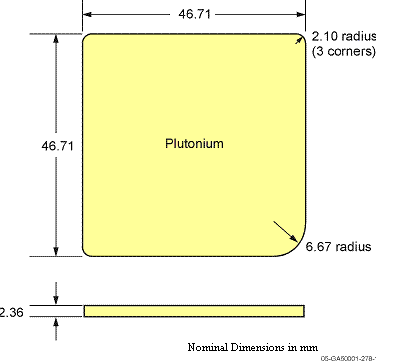 46.71
2.10 radius
(3 corners)
46.71
Plutonium
6.67 radius
2.36
Nominal Dimensions in mm
05-GA50001-278-